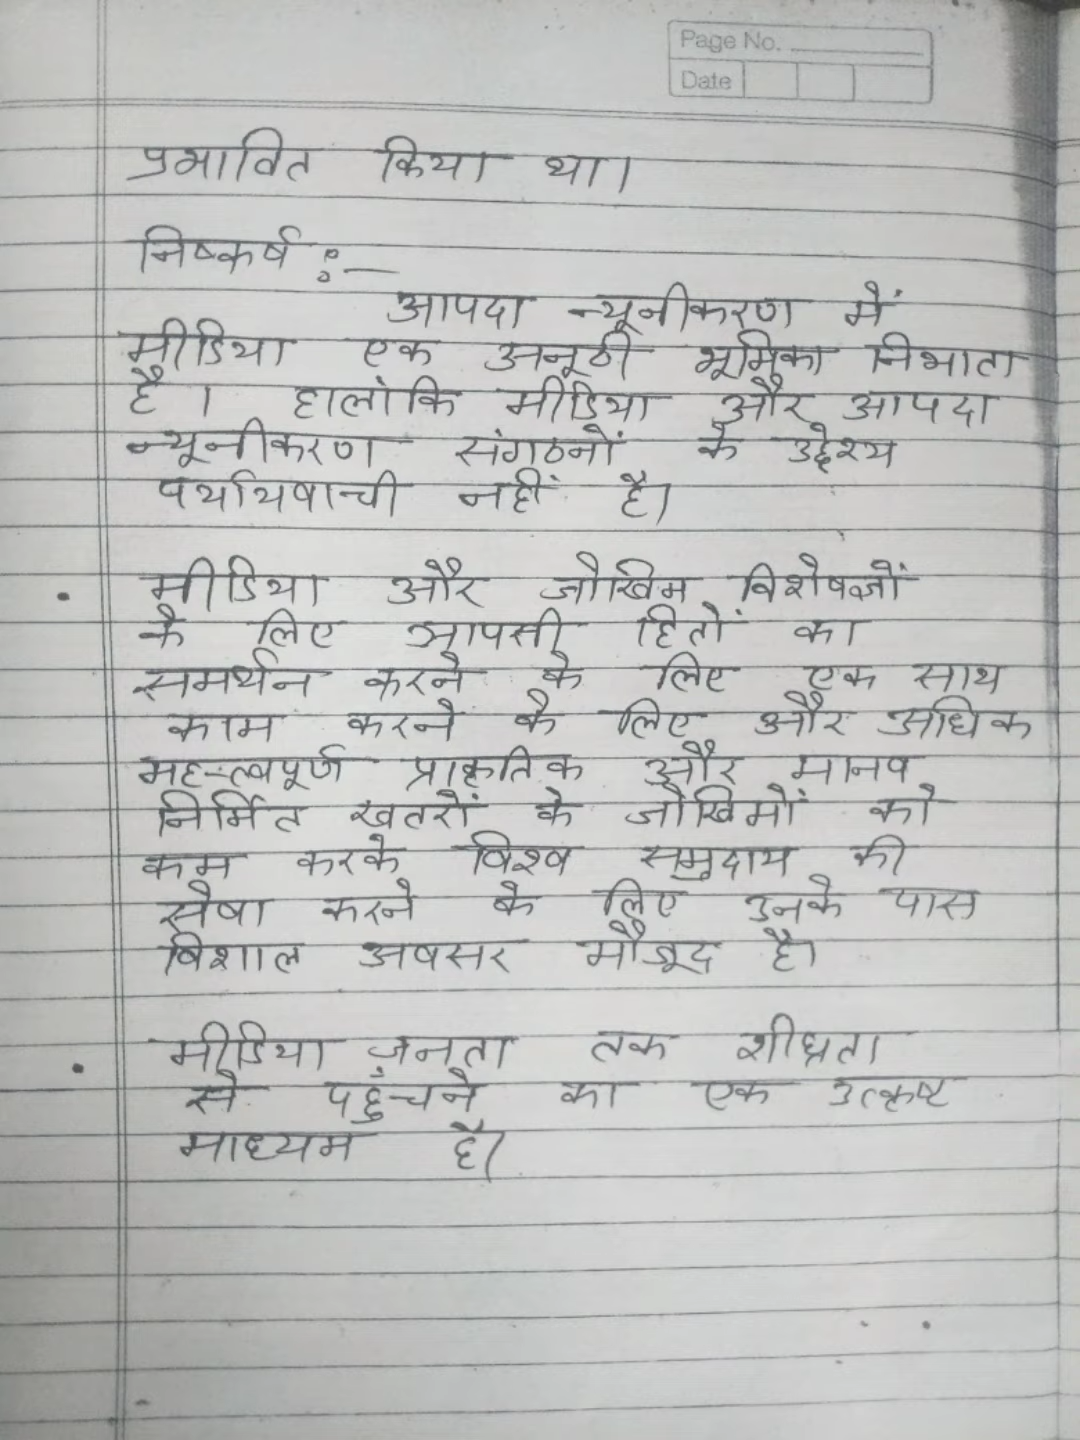 Page No.
Date
प्रभावित किया था।
निष्कर्ष :—
आपदा न्यूनीकरण में
मीडिया एक अनूठी भूमिका निभाता
है। हालांकि मीडिया और आपदा
न्यूनीकरण संगठनों के उद्देश्य
पर्यायवाची नहीं है।
• मीडिया और जोखिम विशेषज्ञों
के लिए आपसी हितों का
समर्थन करने के लिए एक साथ
काम करने के लिए और अधिक
महत्त्वपूर्ण प्राकृतिक और मानव
निर्मित खतरों के जोखिमों को
कम करके विश्व समुदाय की
सेवा करने के लिए उनके पास
विशाल अवसर मौजूद है।
• मीडिया जनता तक शीघ्रता
से पहुँचने का एक उत्कृष्ट
माध्यम है।